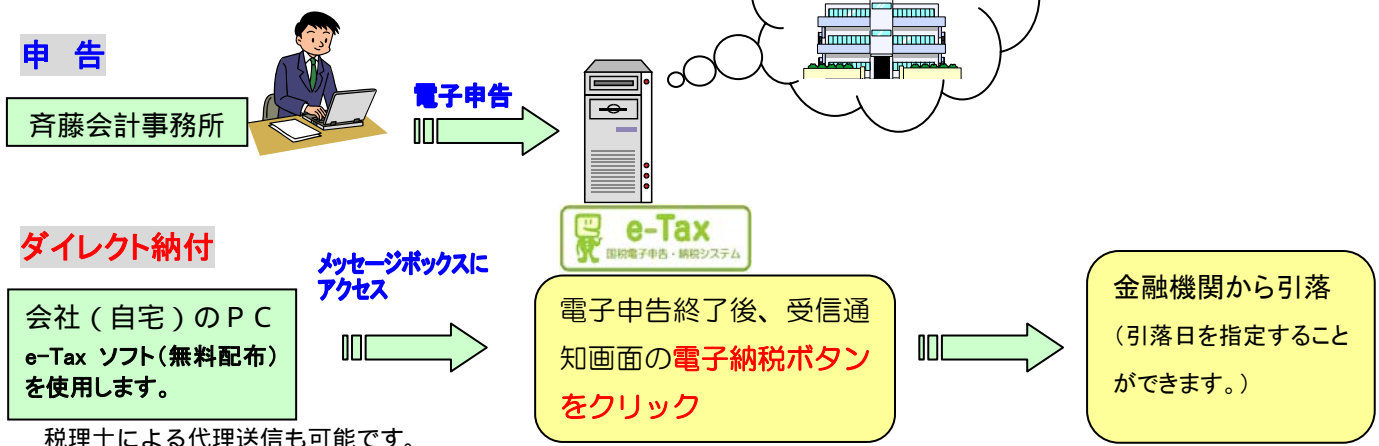 申 告
斉藤会計事務所
電子申告
e-Tax
国税電子申告・納税システム
ダイレクト納付
会社(自宅)のPC
e-Tax ソフト(無料配布)
を使用します。
メッセージボックスに
アクセス
電子申告終了後、受信通
知画面の電子納税ボタン
をクリック
金融機関から引落
(引落日を指定すること
ができます。)
税理士による代理送信も可能です。